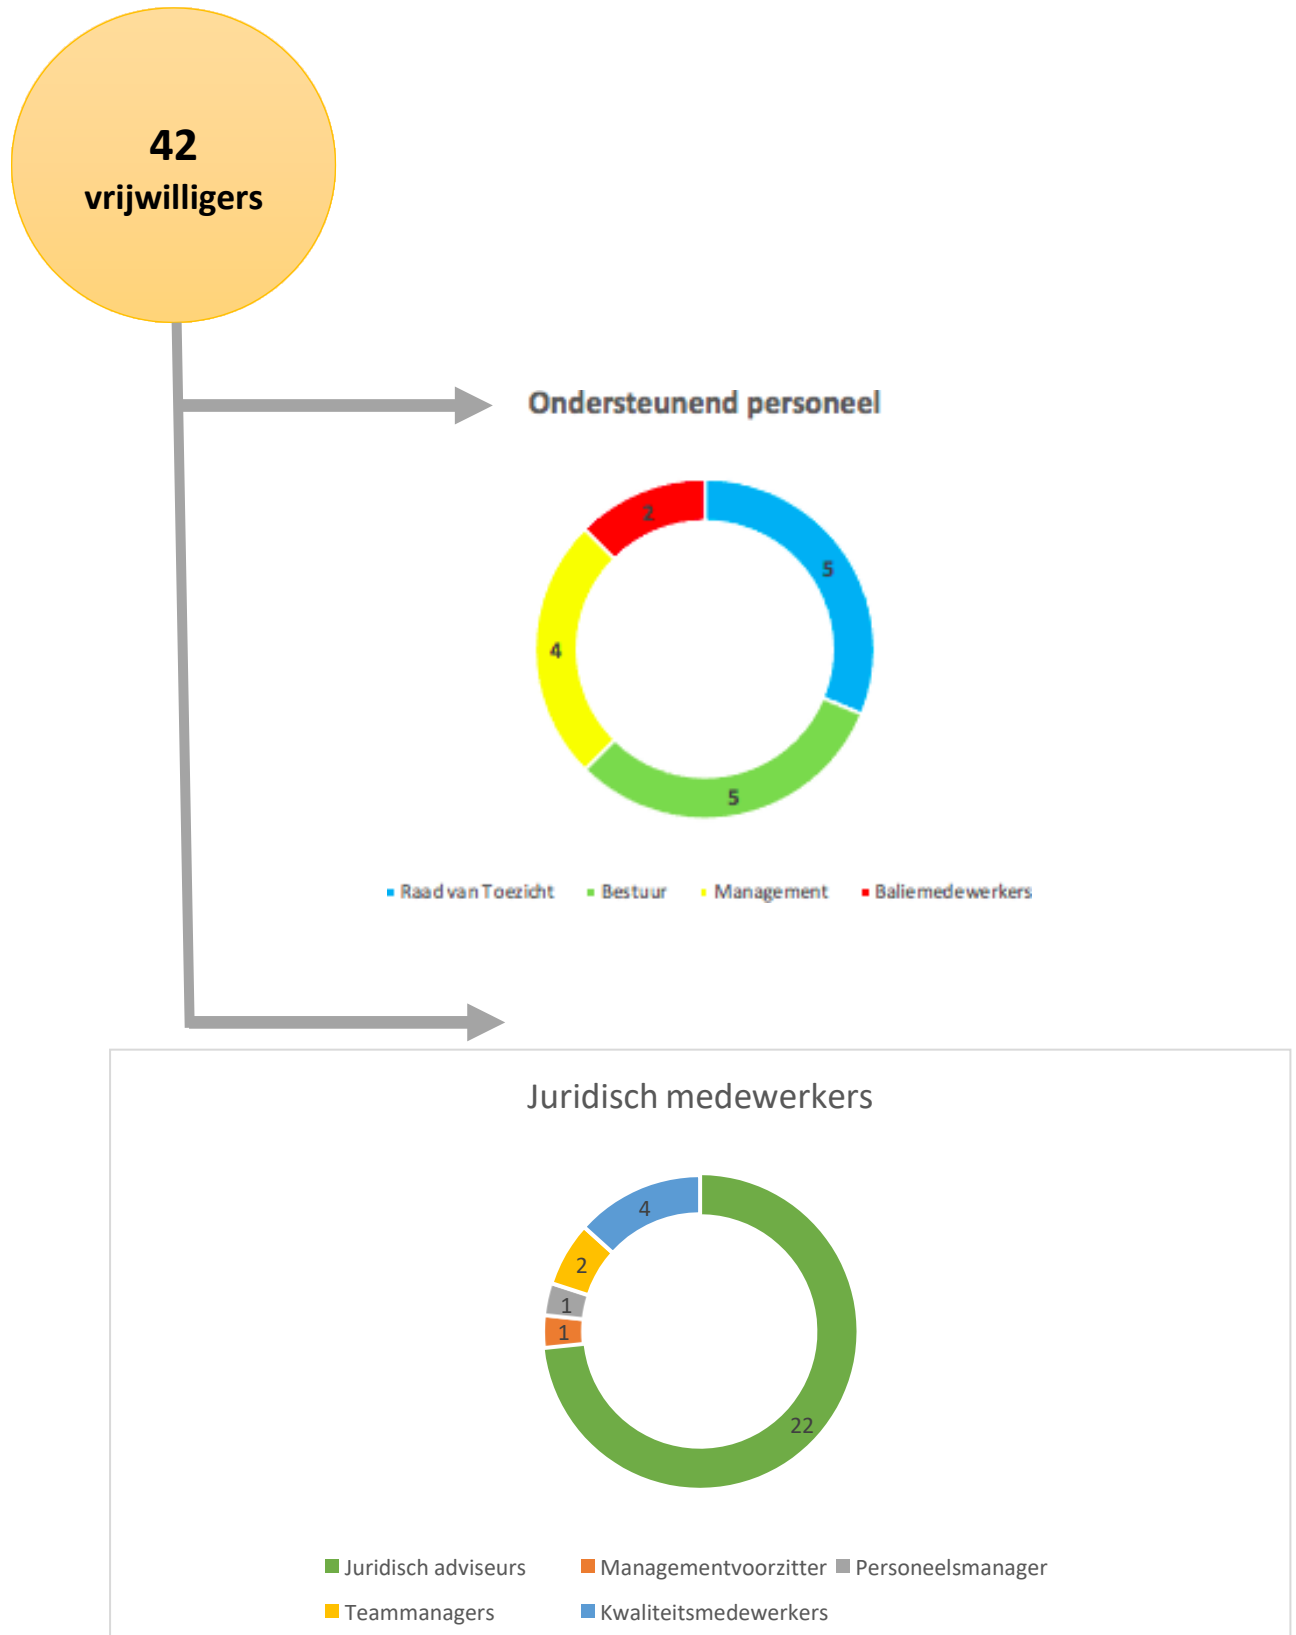 42
vrijwilligers
Ondersteunend personeel
2
5
4
5
Raad van Toezicht Bestuur Management Baliemedewerkers
Juridisch medewerkers
4
2
1
1
22
Juridisch adviseurs Managementvoorzitter Personeelsmanager
Teammanagers Kwaliteitsmedewerkers